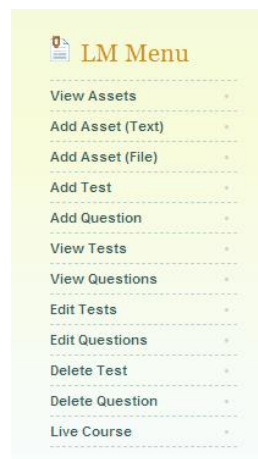 LM Menu
View Assets
Add Asset (Text)
Add Asset (File)
Add Test
Add Question
View Tests
View Questions
Edit Tests
Edit Questions
Delete Test
Delete Question
Live Course